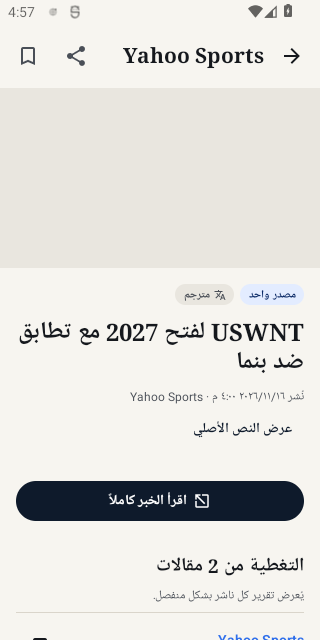 4:57
Yahoo Sports
مصدر واحد
مترجم
USWNT لفتح 2027 مع تطابق
ضد بنما
نُشر ٢٠٢٦/١١/١٦ ٤:٠٠ م · Yahoo Sports
عرض النص الأصلي
اقرأ الخبر كاملاً
التغطية من 2 مقالات
يُعرض تقرير كل ناشر بشكل منفصل.
Yahoo Sports